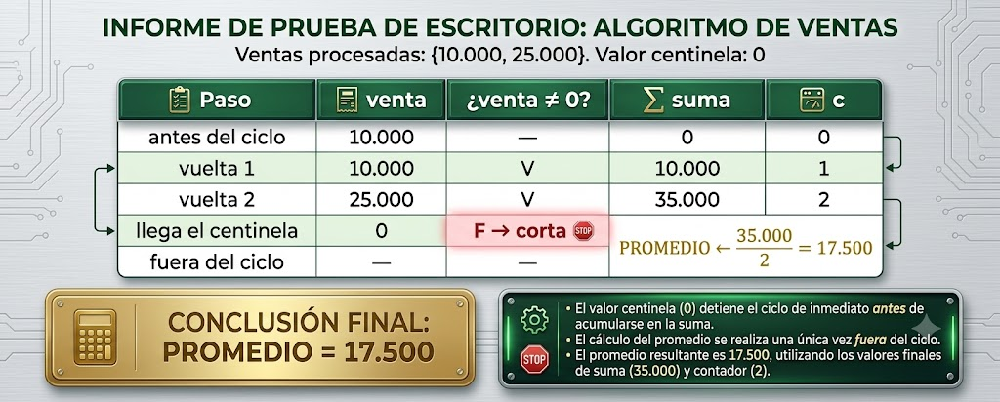 INFORME DE PRUEBA DE ESCRITORIO: ALGORITMO DE VENTAS
Ventas procesadas: {10.000, 25.000}. Valor centinela: 0
Paso venta ¿venta ≠ 0? ∑ suma c
antes del ciclo 10.000 — 0 0
vuelta 1 10.000 V 10.000 1
vuelta 2 25.000 V 35.000 2
llega el centinela 0 F → corta STOP
fuera del ciclo — —
PROMEDIO ← 35.000/2 = 17.500
CONCLUSIÓN FINAL:
PROMEDIO = 17.500
STOP
• El valor centinela (0) detiene el ciclo de inmediato antes de
acumularse en la suma.
• El cálculo del promedio se realiza una única vez fuera del ciclo.
• El promedio resultante es 17.500, utilizando los valores finales
de suma (35.000) y contador (2).